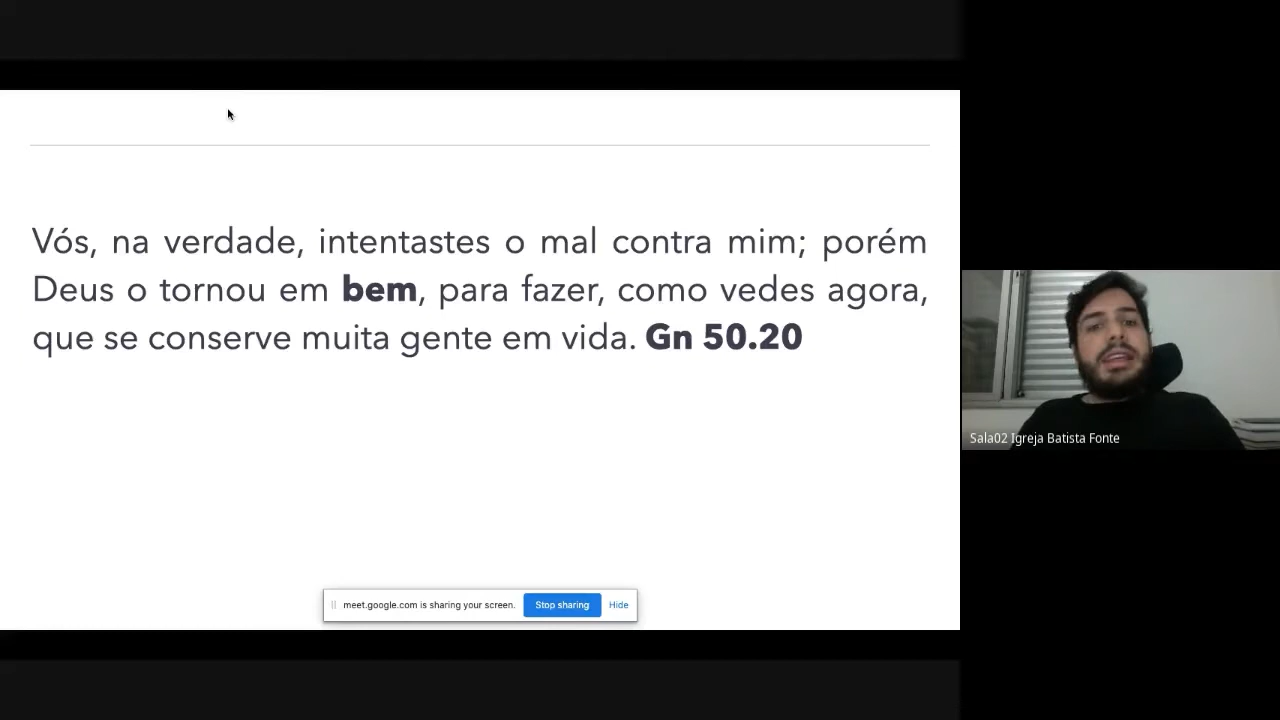 Vós, na verdade, intentastes o mal contra mim; porém
Deus o tornou em bem, para fazer, como vedes agora,
que se conserve muita gente em vida. Gn 50.20
Sala02 Igreja Batista Fonte
meet.google.com is sharing your screen. Stop sharing Hide